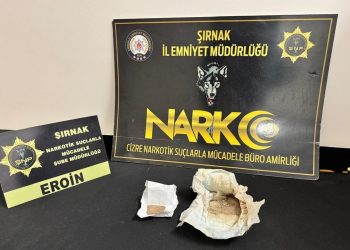 ŞIRNAK
İL EMNİYET MÜDÜRLÜĞÜ
NARKO
CİZRE NARKOTİK SUÇLARLA MÜCADELE BÜRO AMİRLİĞİ
ŞIRNAK
NARKOTİK SUÇLARLA
MÜCADELE
ŞUBE MÜDÜRLÜĞÜ
EROİN